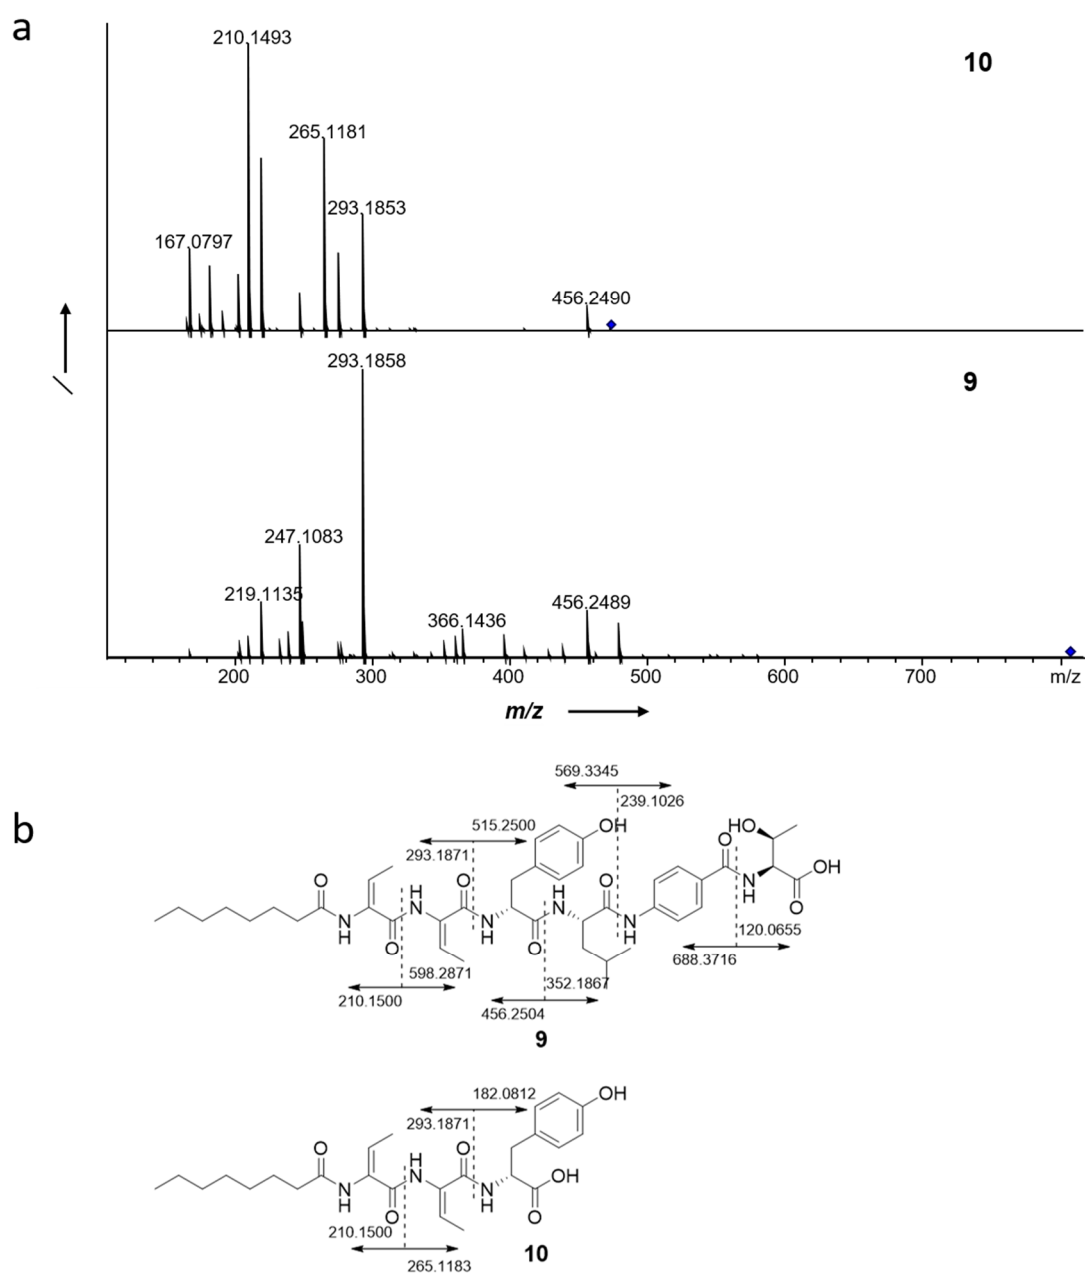 a
210.1493
10
265.1181
293.1853
167.0797
456.2490
I
293.1858
9
247.1083
219.1135
456.2489
366.1436
200 300 400 500 600 700 m/z
m/z
b
569.3345
239.1026
515.2500
293.1871
OH
HO
O
O
O
O
OH
H
N
H
N
N
H
O
N
H
O
N
H
O
N
H
O
120.0655
688.3716
598.2871
210.1500
352.1867
456.2504
9
182.0812
293.1871
OH
O
H
N
O
OH
N
H
O
N
H
O
210.1500
265.1183
10